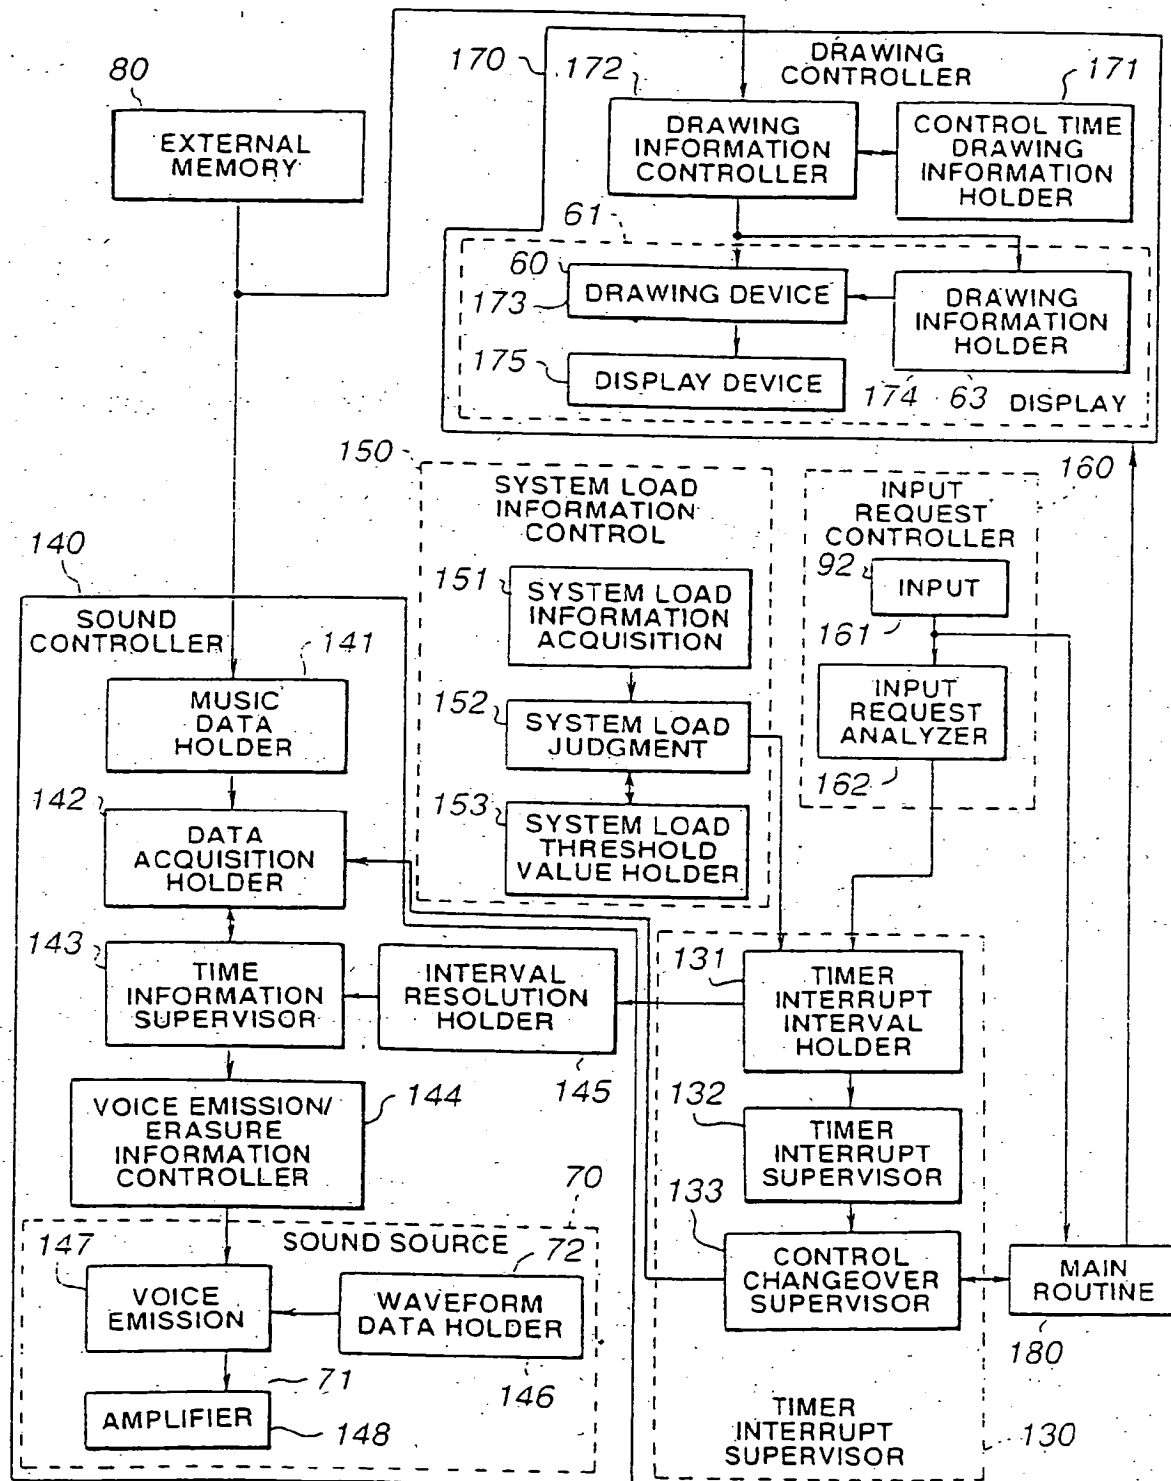 80
EXTERNAL
MEMORY
170
DRAWING
CONTROLLER
172
DRAWING
INFORMATION
CONTROLLER
171
CONTROL TIME
DRAWING
INFORMATION
HOLDER
61
60
173
DRAWING DEVICE
DRAWING
INFORMATION
HOLDER
175
DISPLAY DEVICE
174
63
DISPLAY
150
SYSTEM LOAD
INFORMATION
CONTROL
151
SYSTEM LOAD
INFORMATION
ACQUISITION
152
SYSTEM LOAD
JUDGMENT
153
SYSTEM LOAD
THRESHOLD
VALUE HOLDER
160
INPUT
REQUEST
CONTROLLER
92
INPUT
161
INPUT
REQUEST
ANALYZER
162
140
SOUND
CONTROLLER
141
MUSIC
DATA
HOLDER
142
DATA
ACQUISITION
HOLDER
143
TIME
INFORMATION
SUPERVISOR
INTERVAL
RESOLUTION
HOLDER
145
144
VOICE EMISSION/
ERASURE
INFORMATION
CONTROLLER
70
SOUND SOURCE
147
VOICE
EMISSION
72
WAVEFORM
DATA HOLDER
146
71
AMPLIFIER
148
131
TIMER
INTERRUPT
INTERVAL
HOLDER
132
TIMER
INTERRUPT
SUPERVISOR
133
CONTROL
CHANGEOVER
SUPERVISOR
MAIN
ROUTINE
180
TIMER
INTERRUPT
SUPERVISOR
130